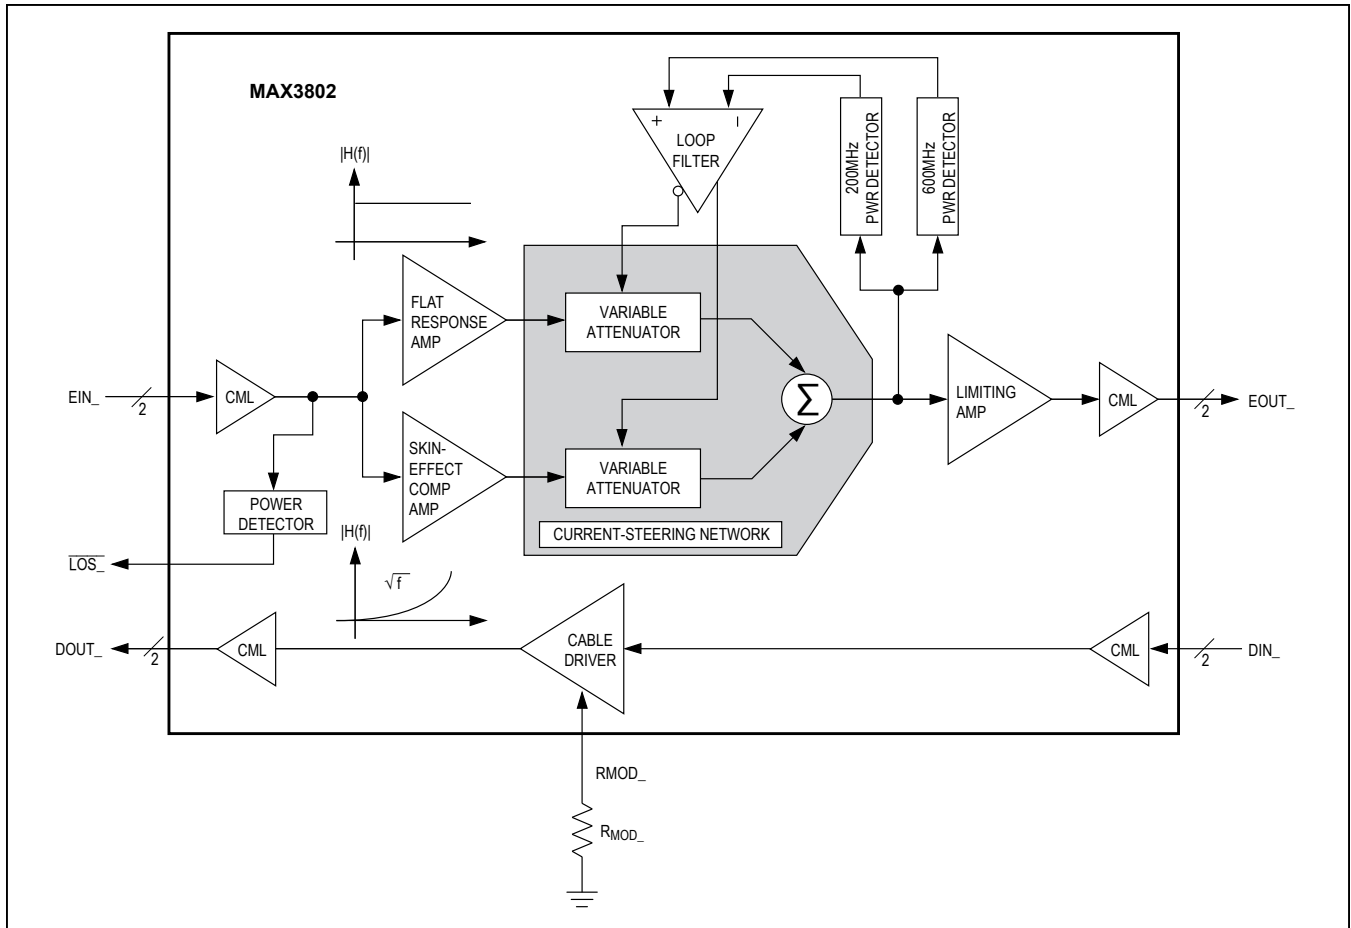 MAX3802
|H(f)|
+
−
LOOP
FILTER
200MHz
PWR DETECTOR
600MHz
PWR DETECTOR
FLAT
RESPONSE
AMP
VARIABLE
ATTENUATOR
EIN_
2
CML
Σ
LIMITING
AMP
CML
2
EOUT_
SKIN-
EFFECT
COMP
AMP
VARIABLE
ATTENUATOR
POWER
DETECTOR
CURRENT-STEERING NETWORK
LOS_
|H(f)|
√f
DOUT_
2
CML
CABLE
DRIVER
CML
2
DIN_
RMOD_
RMOD_